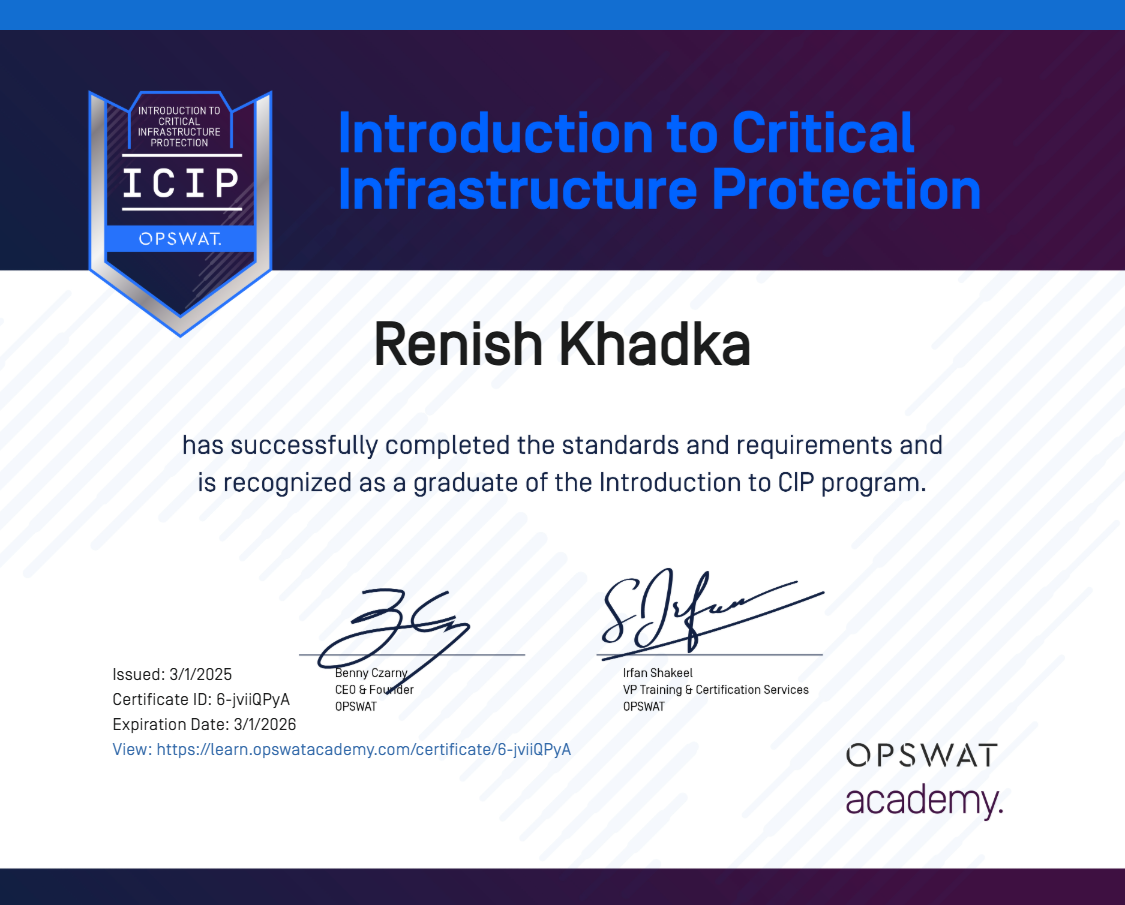 INTRODUCTION TO
CRITICAL
INFRASTRUCTURE
PROTECTION
ICIP
OPSWAT.
Introduction to Critical
Infrastructure Protection
Renish Khadka
has successfully completed the standards and requirements and
is recognized as a graduate of the Introduction to CIP program.
Issued: 3/1/2025
Certificate ID: 6-jviiQPyA
Expiration Date: 3/1/2026
View: https://learn.opswatacademy.com/certificate/6-jviiQPyA
Benny Czarny
CEO & Founder
OPSWAT
S Irfan
Irfan Shakeel
VP Training & Certification Services
OPSWAT
OPSWAT
academy.